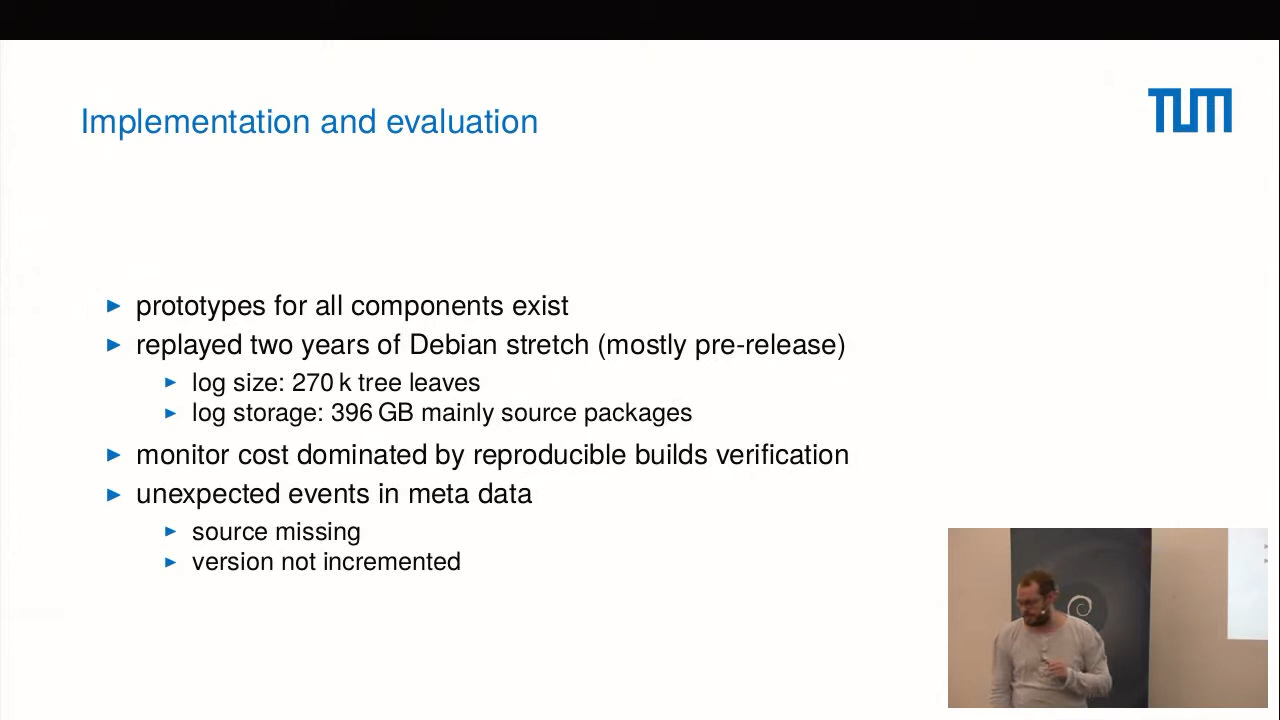 Implementation and evaluation
TUM
► prototypes for all components exist
► replayed two years of Debian stretch (mostly pre-release)
► log size: 270 k tree leaves
► log storage: 396 GB mainly source packages
► monitor cost dominated by reproducible builds verification
► unexpected events in meta data
► source missing
► version not incremented